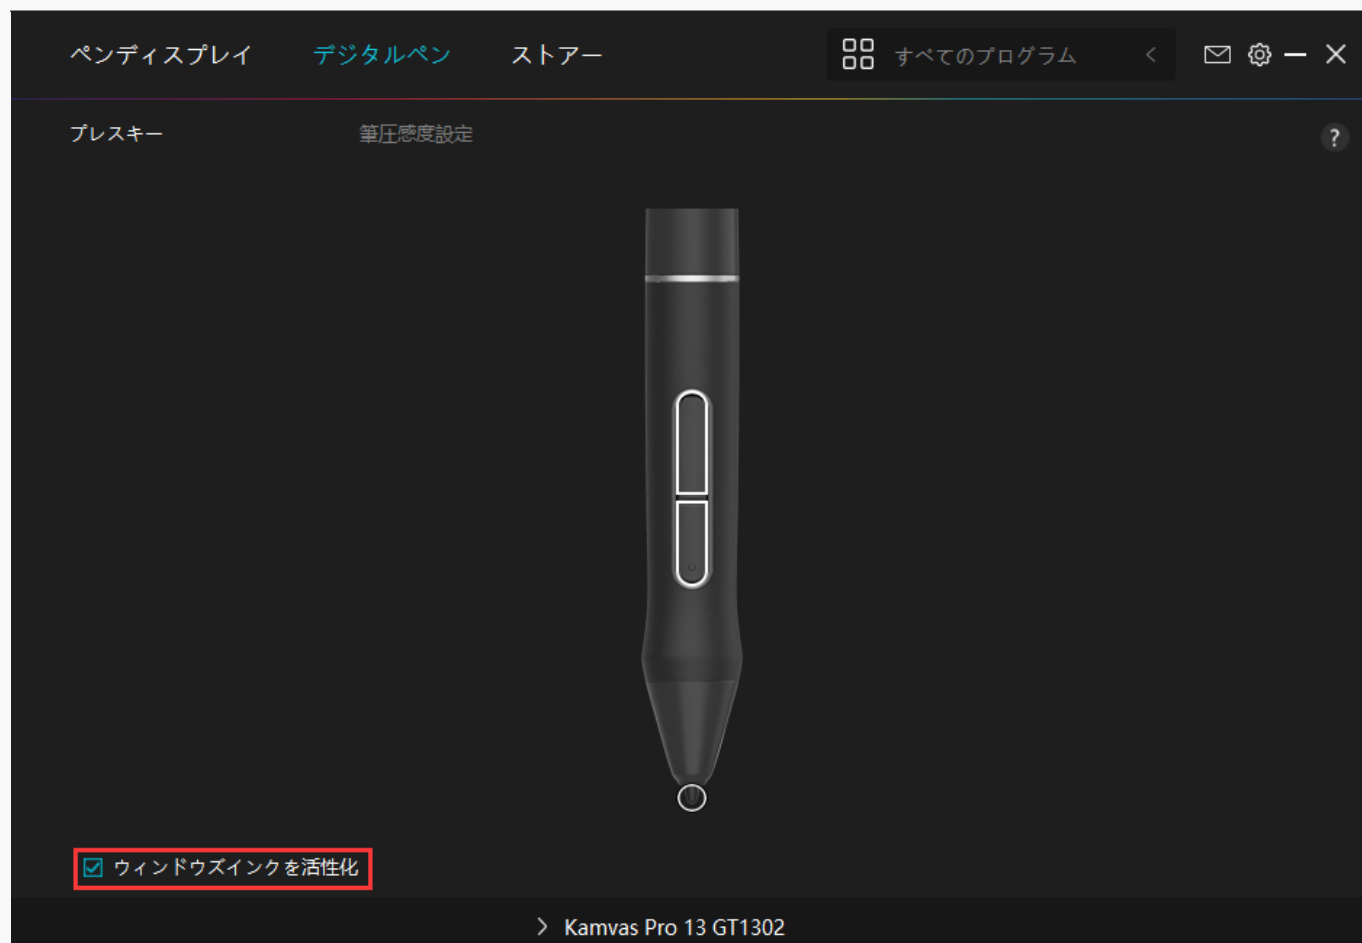 ペンディスプレイ デジタルペン ストアー すべてのプログラム
プレスキー 筆圧感度設定 ?
ウィンドウズインクを活性化
Kamvas Pro 13 GT1302